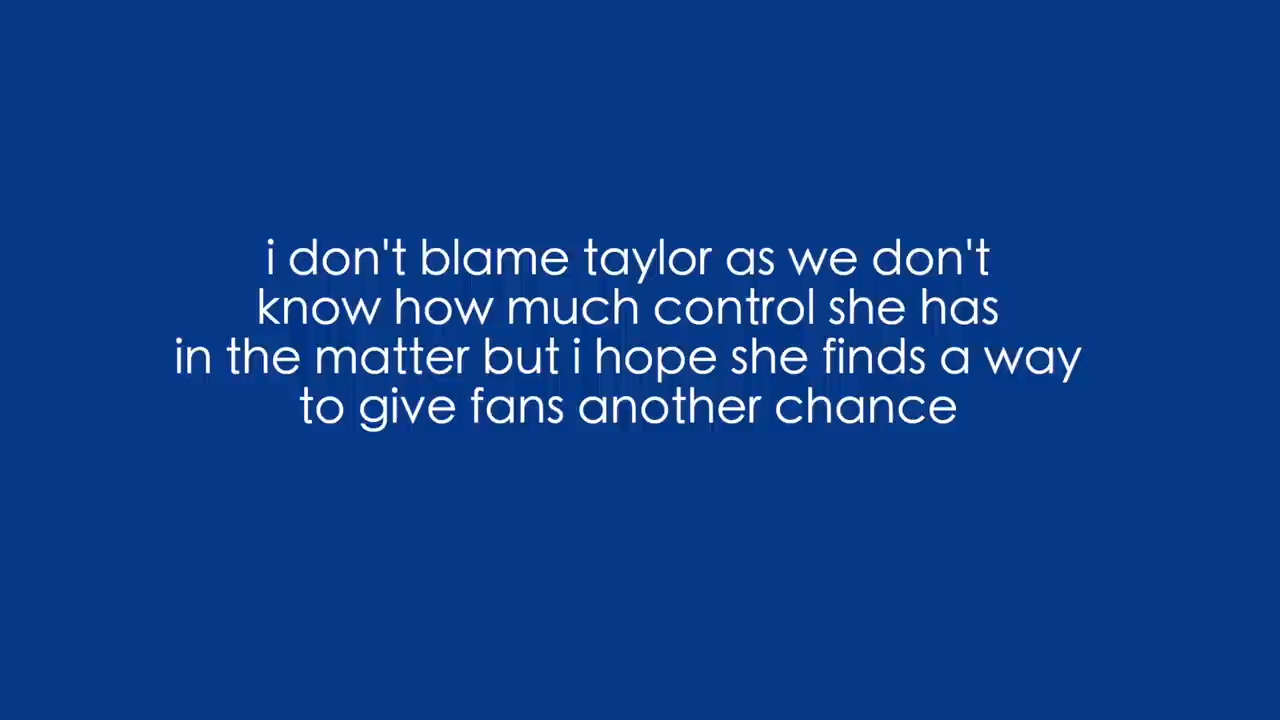 i don't blame taylor as we don't
know how much control she has
in the matter but i hope she finds a way
to give fans another chance